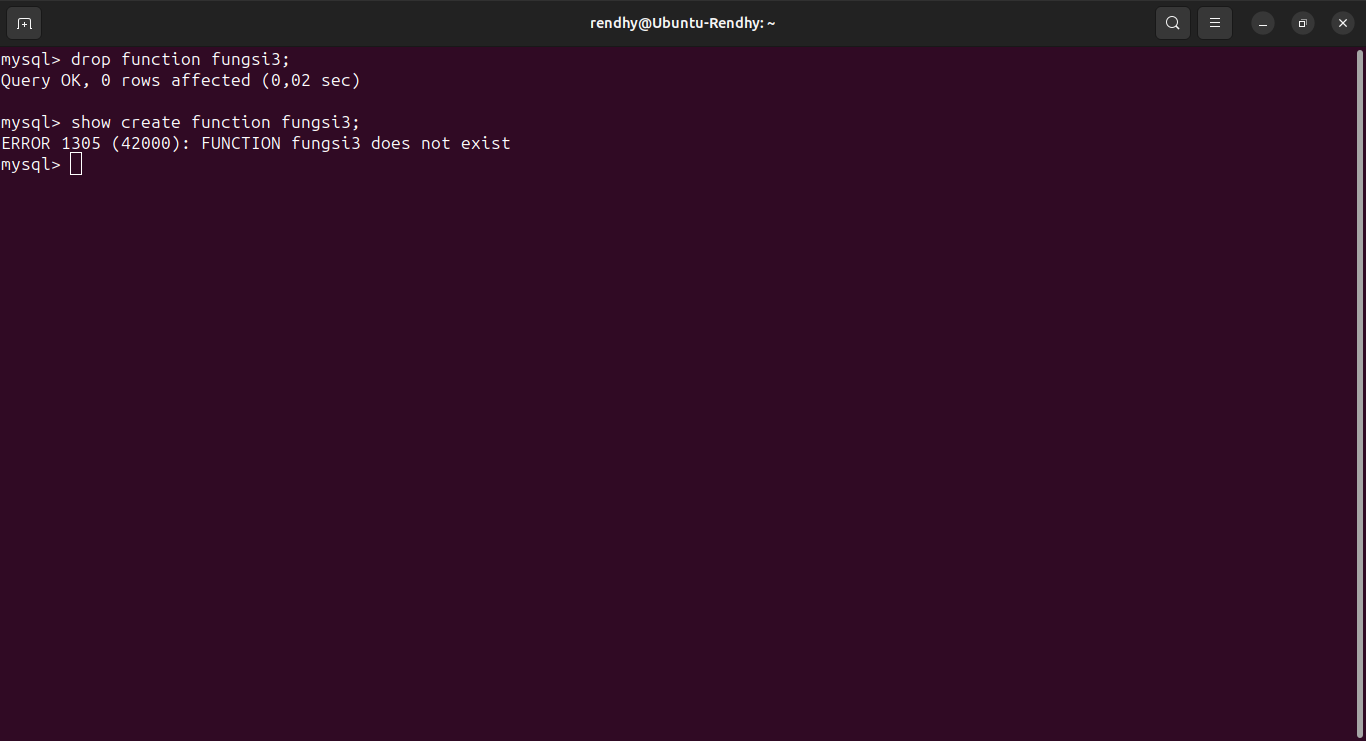 rendhy@Ubuntu-Rendhy: ~
mysql> drop function fungsi3;
Query OK, 0 rows affected (0,02 sec)
mysql> show create function fungsi3;
ERROR 1305 (42000): FUNCTION fungsi3 does not exist
mysql>